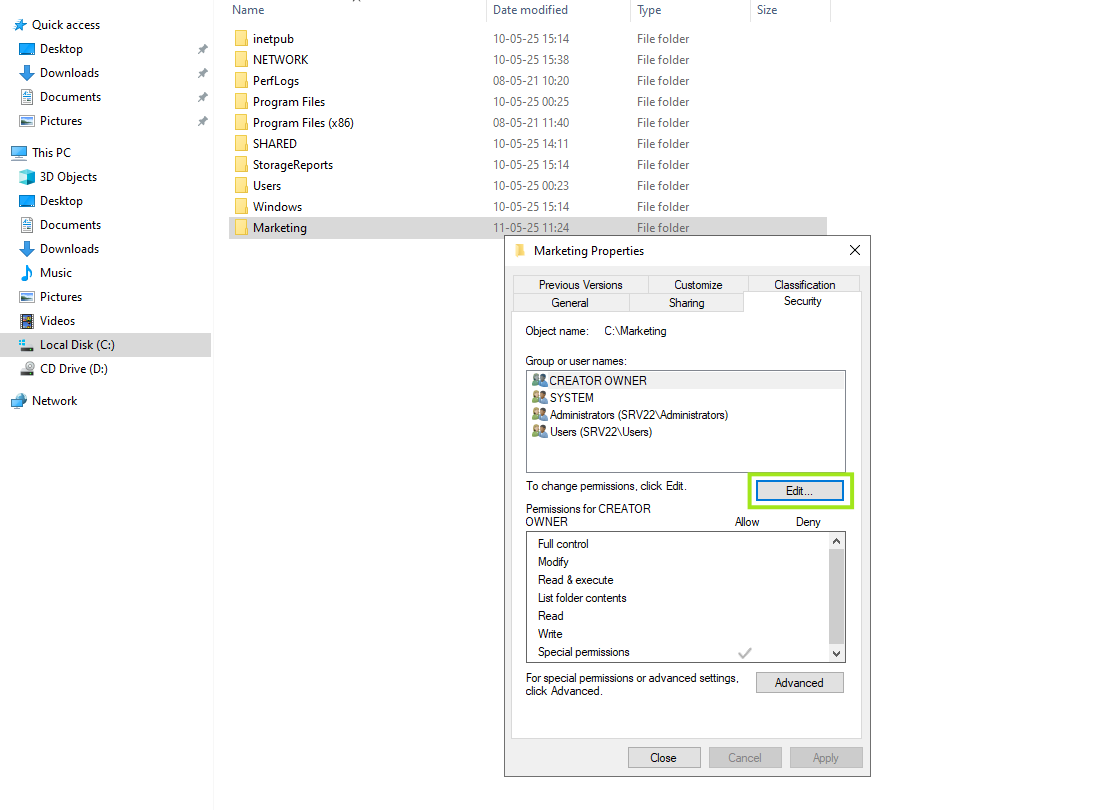 Name Date modified Type Size
Quick access
Desktop
Downloads
Documents
Pictures
This PC
3D Objects
Desktop
Documents
Downloads
Music
Pictures
Videos
Local Disk (C:)
CD Drive (D:)
Network
inetpub 10-05-25 15:14 File folder
NETWORK 10-05-25 15:38 File folder
PerfLogs 08-05-21 10:20 File folder
Program Files 10-05-25 00:25 File folder
Program Files (x86) 08-05-21 11:40 File folder
SHARED 10-05-25 14:11 File folder
StorageReports 10-05-25 15:14 File folder
Users 10-05-25 00:23 File folder
Windows 10-05-25 15:14 File folder
Marketing 11-05-25 11:24 File folder
Marketing Properties
Previous Versions Customize Classification
General Sharing Security
Object name: C:\Marketing
Group or user names:
CREATOR OWNER
SYSTEM
Administrators (SRV22\Administrators)
Users (SRV22\Users)
To change permissions, click Edit. Edit...
Permissions for CREATOR
OWNER Allow Deny
Full control
Modify
Read & execute
List folder contents
Read
Write
Special permissions
For special permissions or advanced settings,
click Advanced. Advanced
Close Cancel Apply